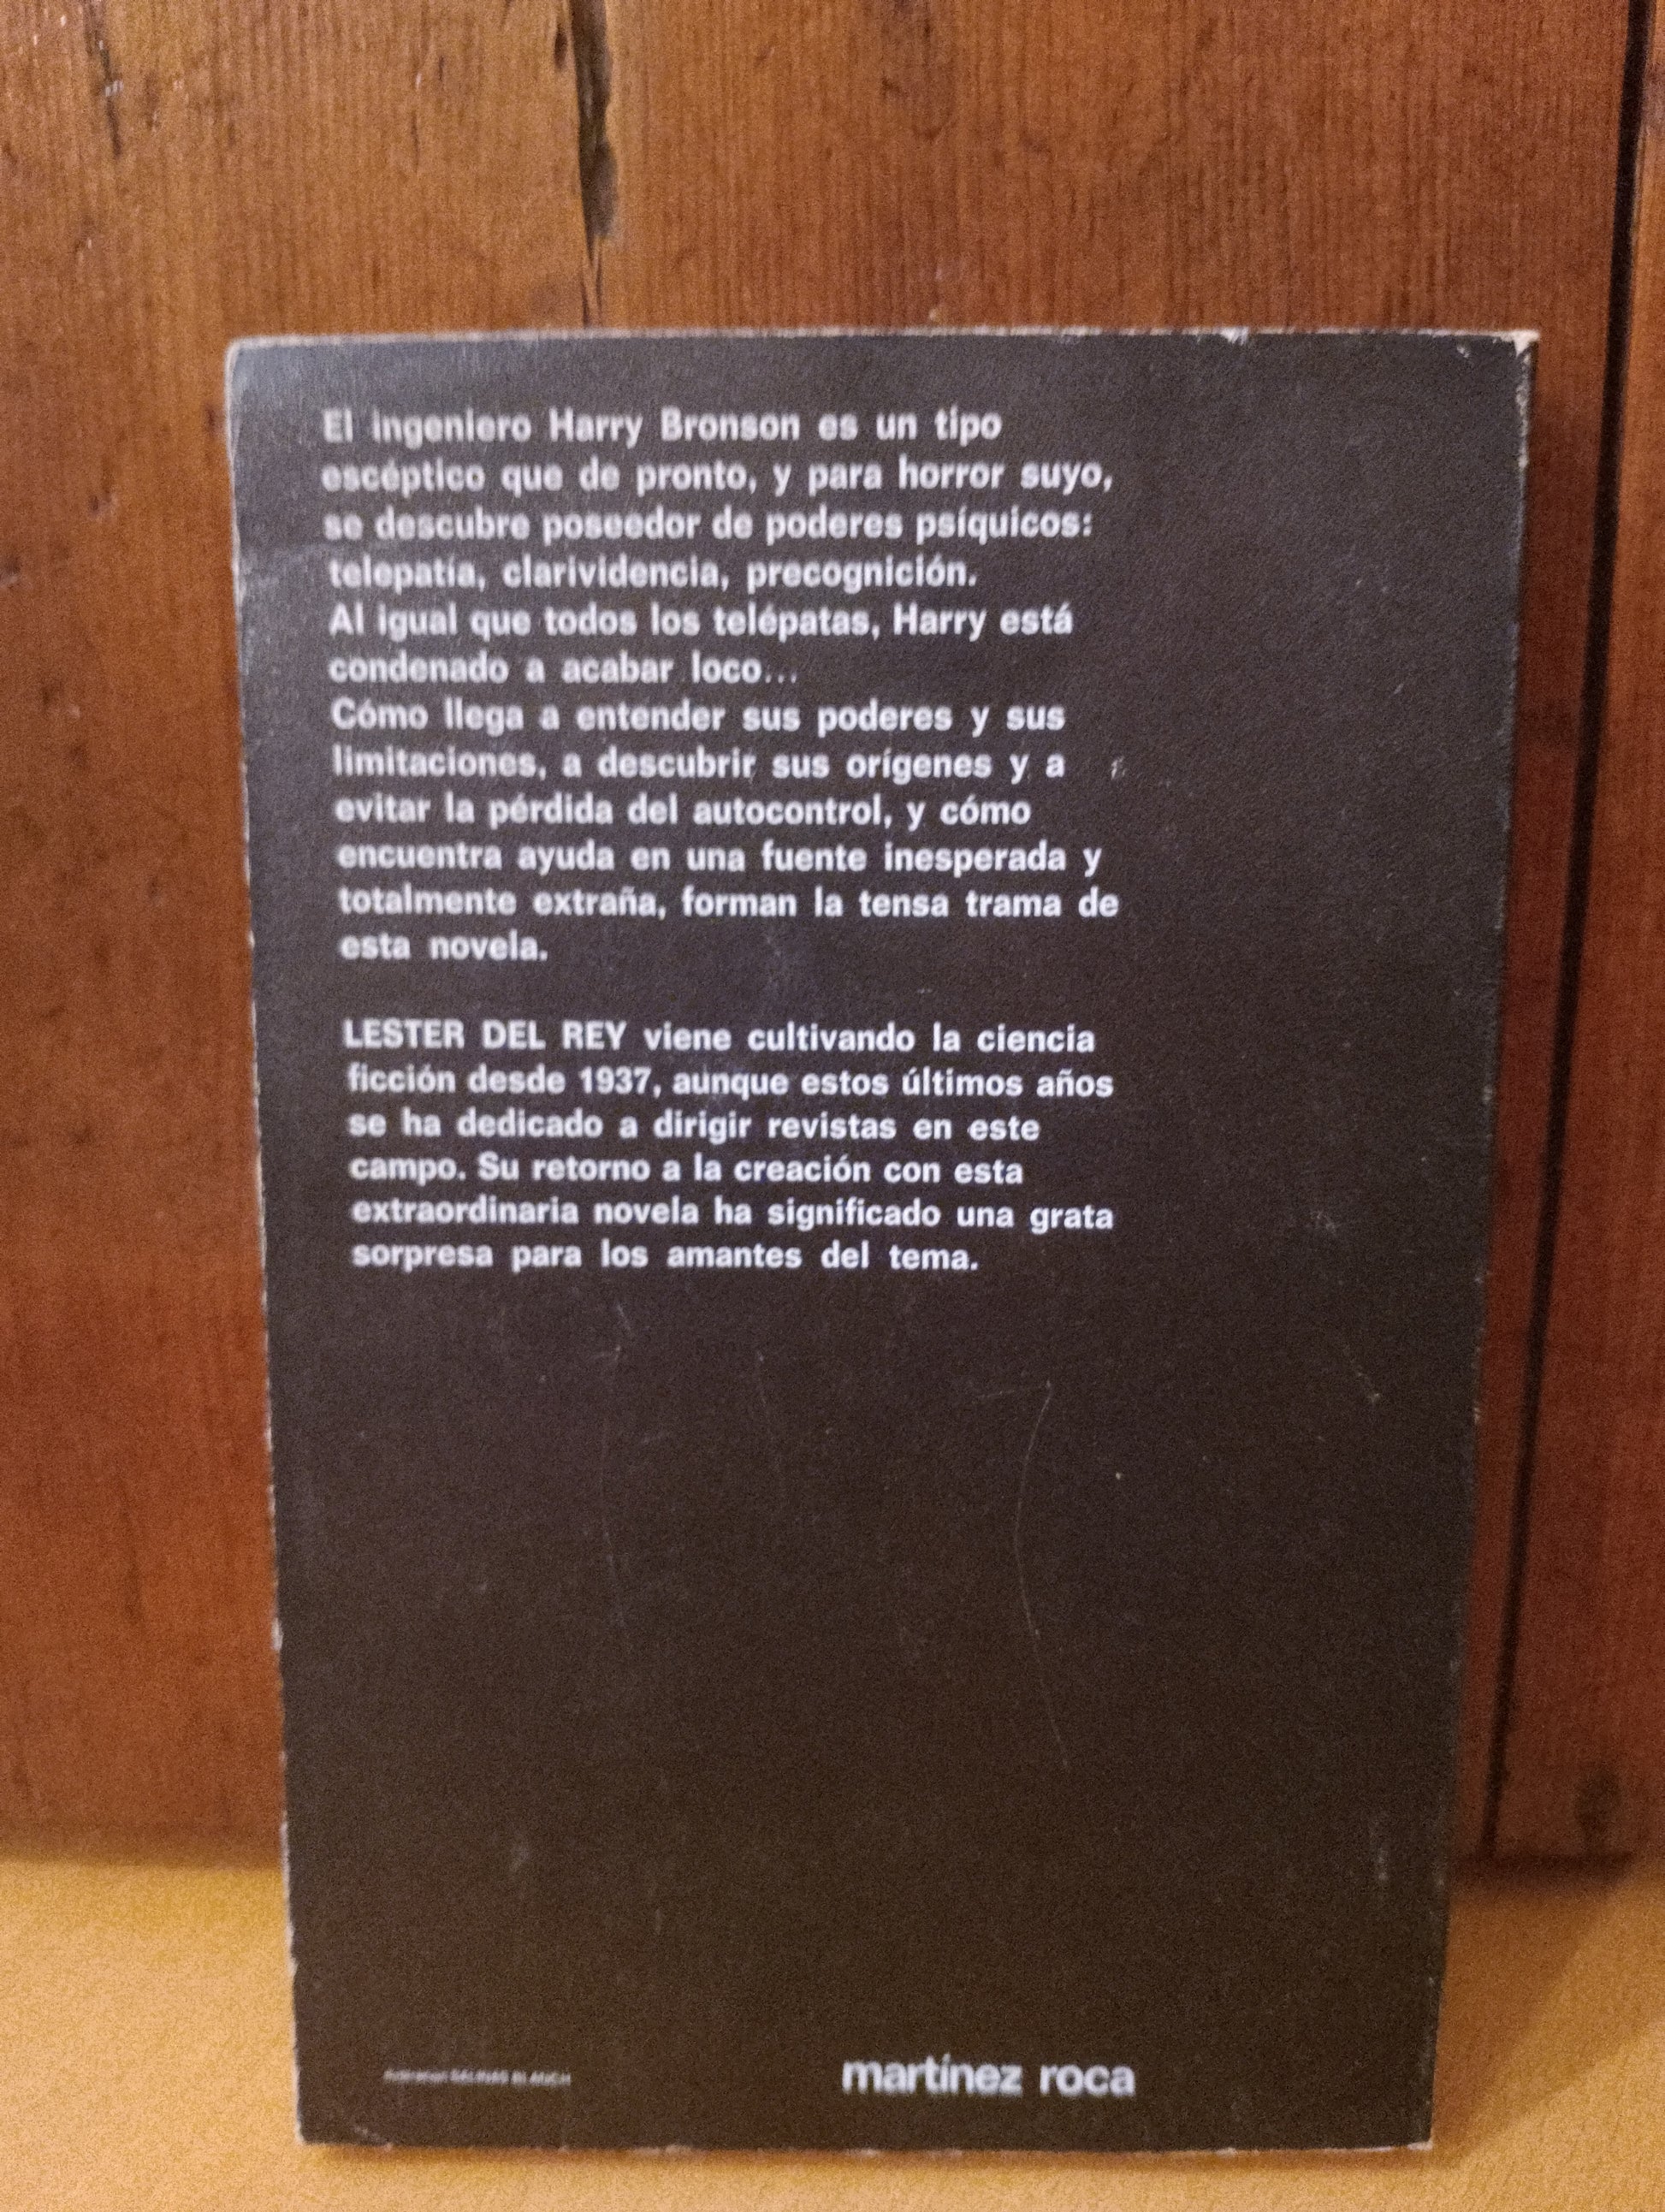 El ingeniero Harry Bronson es un tipo
escéptico que de pronto, y para horror suyo,
se descubre poseedor de poderes psíquicos:
telepatía, clarividencia, precognición.
Al igual que todos los telépatas, Harry está
condenado a acabar loco...
Cómo llega a entender sus poderes y sus
limitaciones, a descubrir sus orígenes y a
evitar la pérdida del autocontrol, y cómo
encuentra ayuda en una fuente inesperada y
totalmente extraña, forman la tensa trama de
esta novela.
LESTER DEL REY viene cultivando la ciencia
ficción desde 1937, aunque estos últimos años
se ha dedicado a dirigir revistas en este
campo. Su retorno a la creación con esta
extraordinaria novela ha significado una grata
sorpresa para los amantes del tema.
SALINAS BLANCH
martínez roca